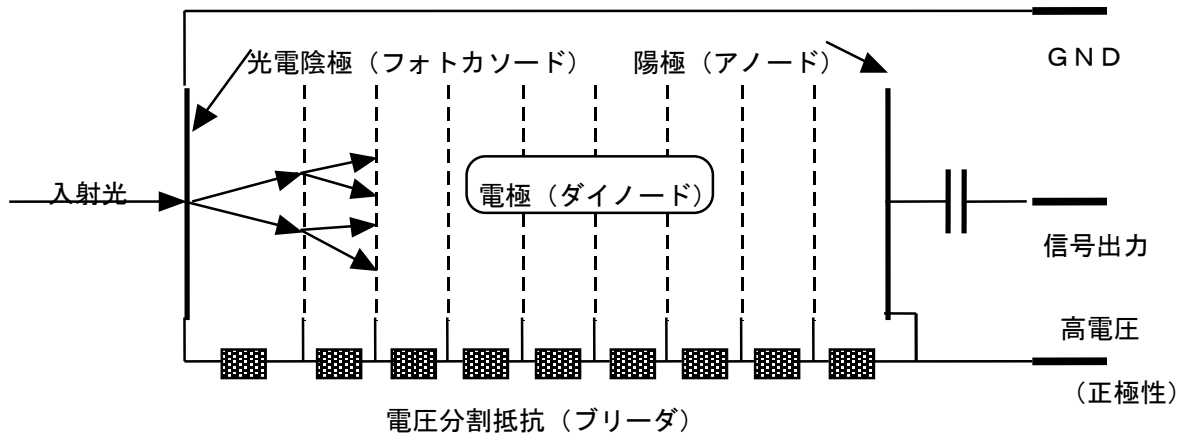 光電陰極（フォトカソード）
陽極（アノード）
ＧＮＤ
入射光
電極（ダイノード）
信号出力
高電圧
（正極性）
電圧分割抵抗（ブリーダ）